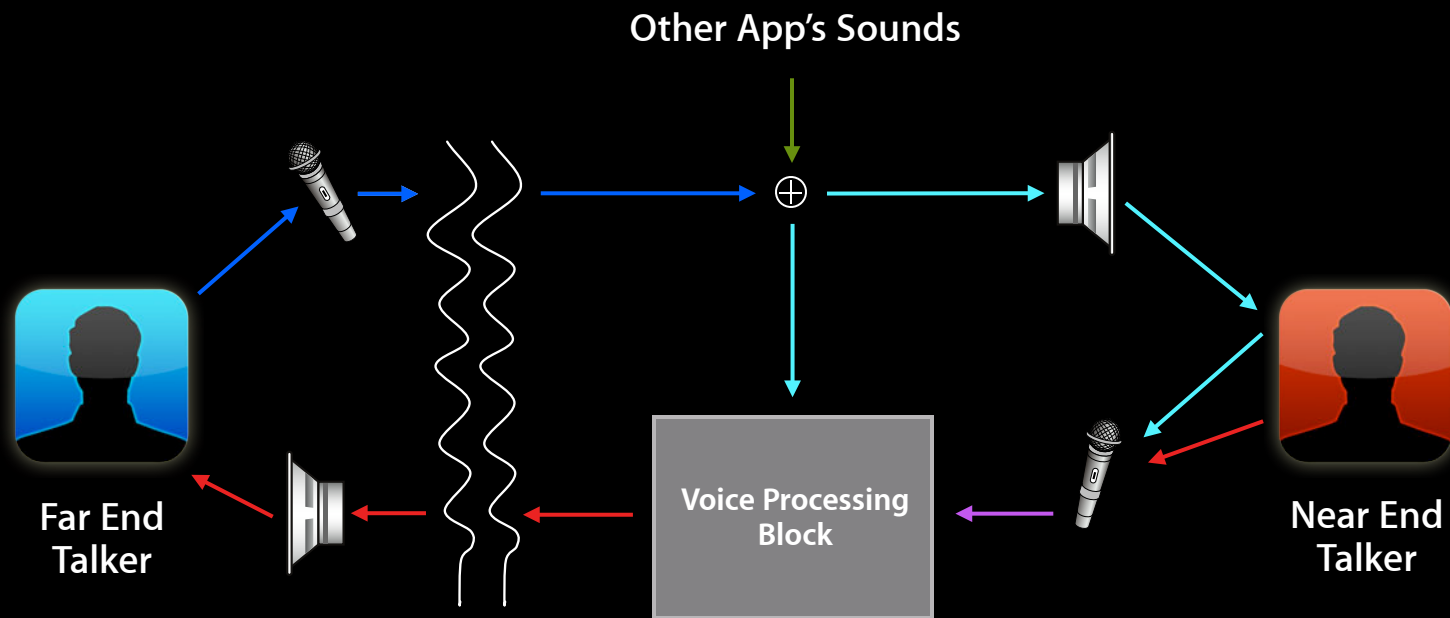 Other App’s Sounds
Far End
Talker
Voice Processing
Block
Near End
Talker